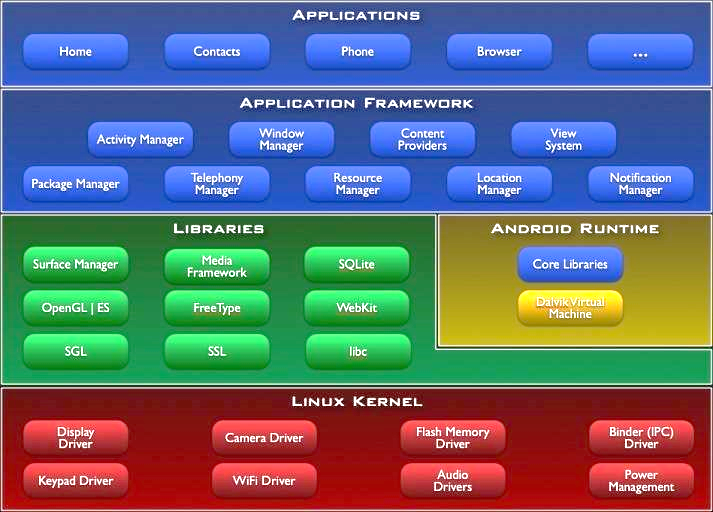 Applications
Home
Contacts
Phone
Browser
...
Application Framework
Activity Manager
Window
Manager
Content
Providers
View
System
Package Manager
Telephony
Manager
Resource
Manager
Location
Manager
Notification
Manager
Libraries
Surface Manager
Media
Framework
SQLite
OpenGL | ES
FreeType
WebKit
SGL
SSL
libc
Android Runtime
Core Libraries
Dalvik Virtual
Machine
Linux Kernel
Display
Driver
Camera Driver
Flash Memory
Driver
Binder (IPC)
Driver
Keypad Driver
WiFi Driver
Audio
Drivers
Power
Management